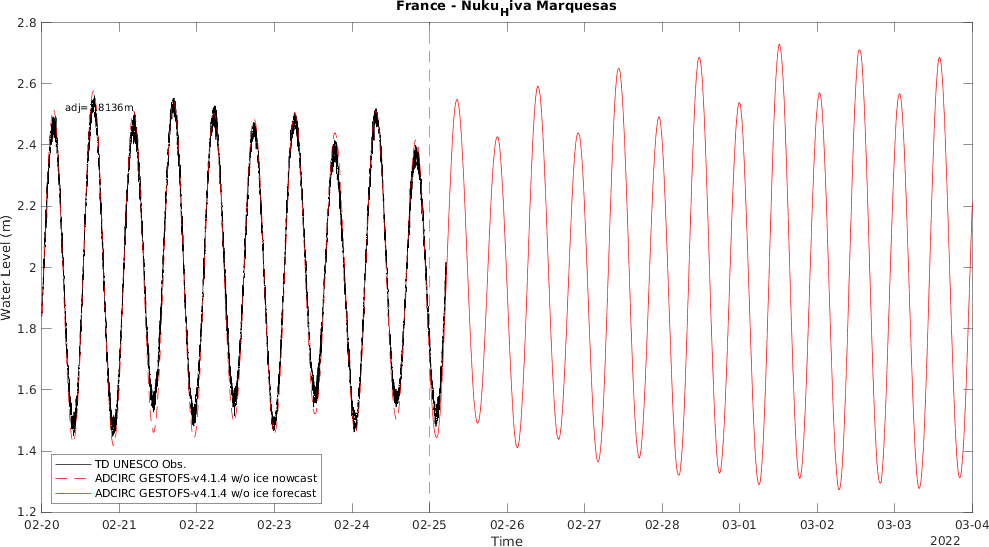 France - Nuku_Hiva Marquesas
2.8
2.6
2.4
2.2
2
1.8
1.6
1.4
1.2
Water Level (m)
8136m
TD UNESCO Obs.
ADCIRC GESTOFS-v4.1.4 w/o ice nowcast
ADCIRC GESTOFS-v4.1.4 w/o ice forecast
02-20 02-21 02-22 02-23 02-24 02-25 02-26 02-27 02-28 03-01 03-02 03-03 03-04
Time
2022